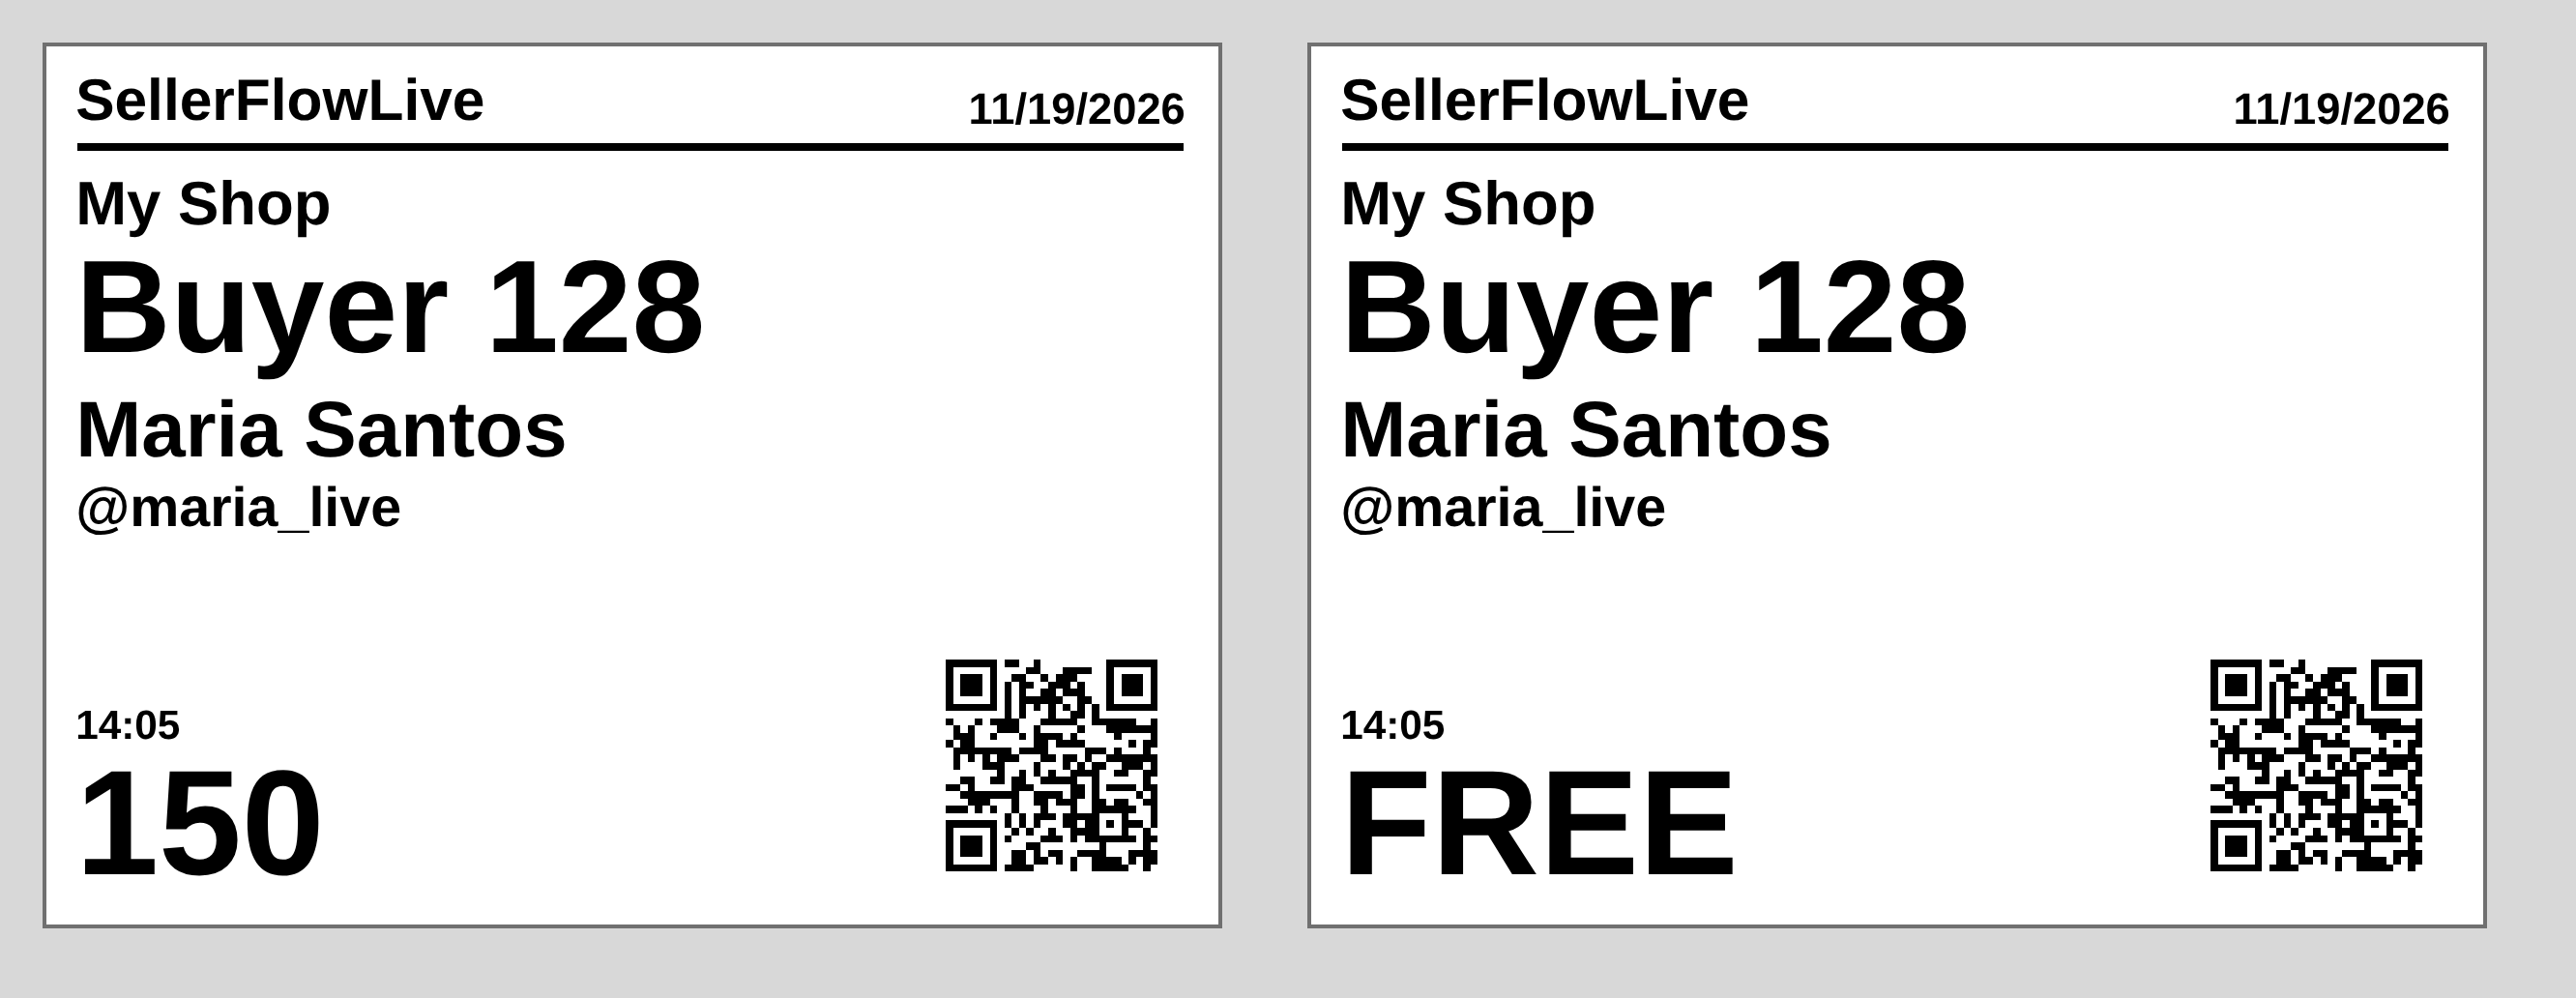 SellerFlowLive 11/19/2026
My Shop
Buyer 128
Maria Santos
@maria_live
14:05
150
SellerFlowLive 11/19/2026
My Shop
Buyer 128
Maria Santos
@maria_live
14:05
FREE